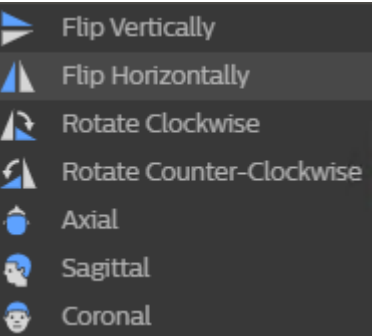 Flip Vertically
Flip Horizontally
Rotate Clockwise
Rotate Counter-Clockwise
Axial
Sagittal
Coronal